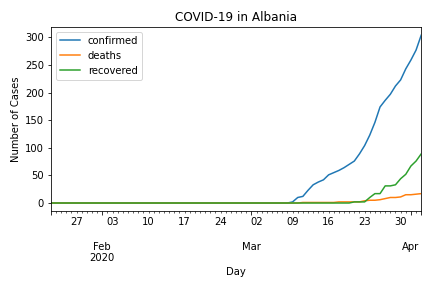 COVID-19 in Albania
confirmed
deaths
recovered
Number of Cases
300
250
200
150
100
50
0
27 03 10 17 24 02 09 16 23 30
Feb Mar Apr
2020
Day